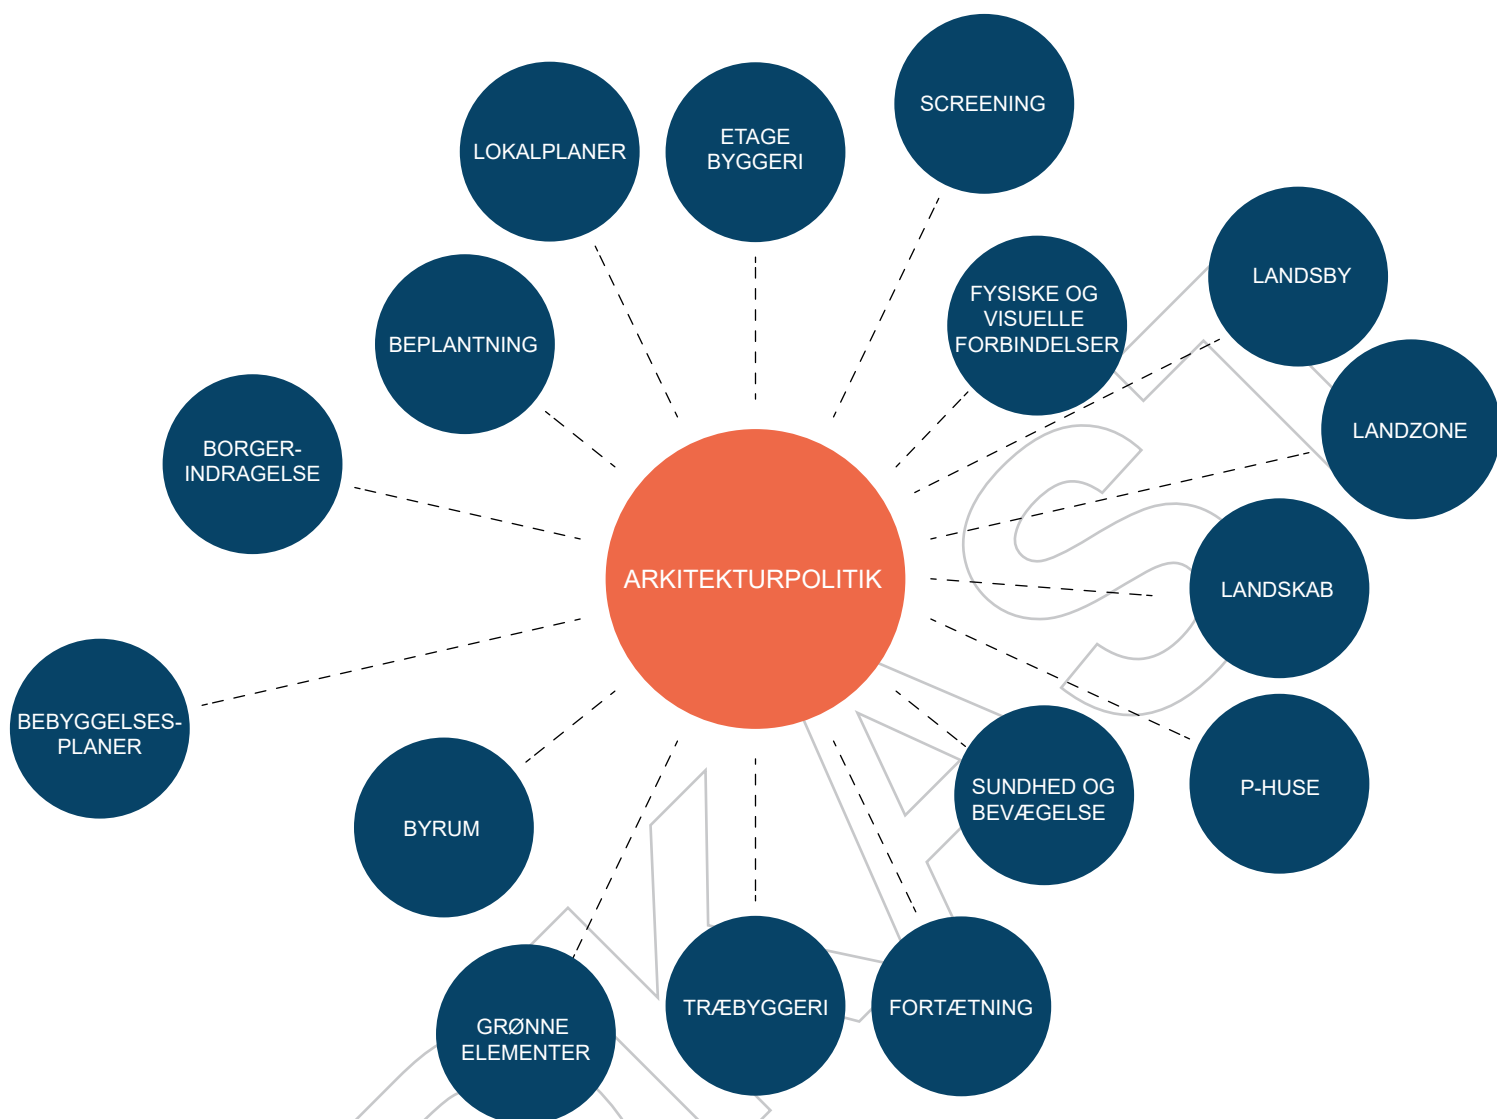 SCREENING
LOKALPLANER
ETAGE
BYGGERI
LANDSBY
FYSISKE OG
VISUELLE
FORBINDELSER
BEPLANTNING
LANDZONE
BORGER-
INDRAGELSE
ARKITEKTURPOLITIK
LANDSKAB
BEBYGGELSES-
PLANER
P-HUSE
SUNDHED OG
BEVÆGELSE
BYRUM
TRÆBYGGERI
FORTÆTNING
GRØNNE
ELEMENTER